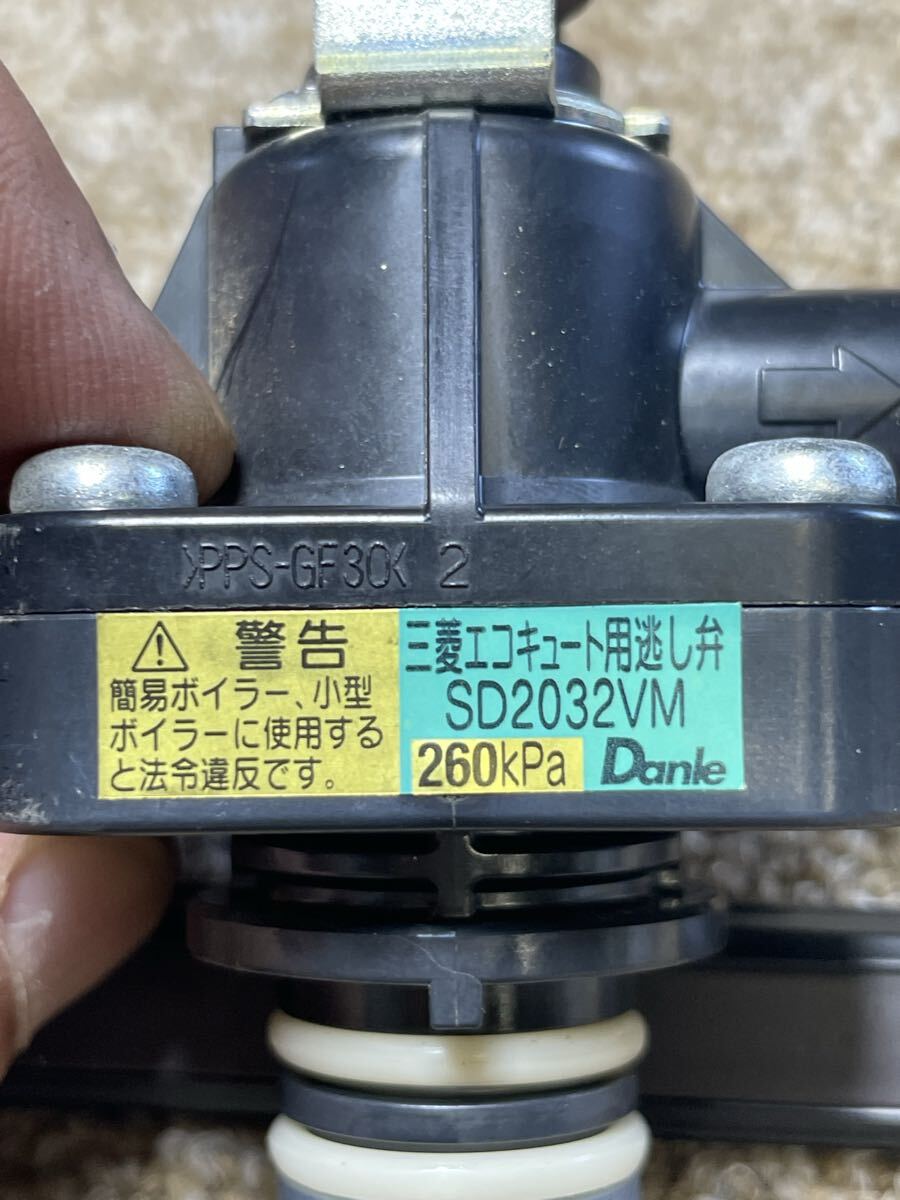 >PPS-GF30< 2
⚠ 警告
簡易ボイラー、小型
ボイラーに使用する
と法令違反です。
三菱エコキュート用逃し弁
SD2032VM
260kPa Danle